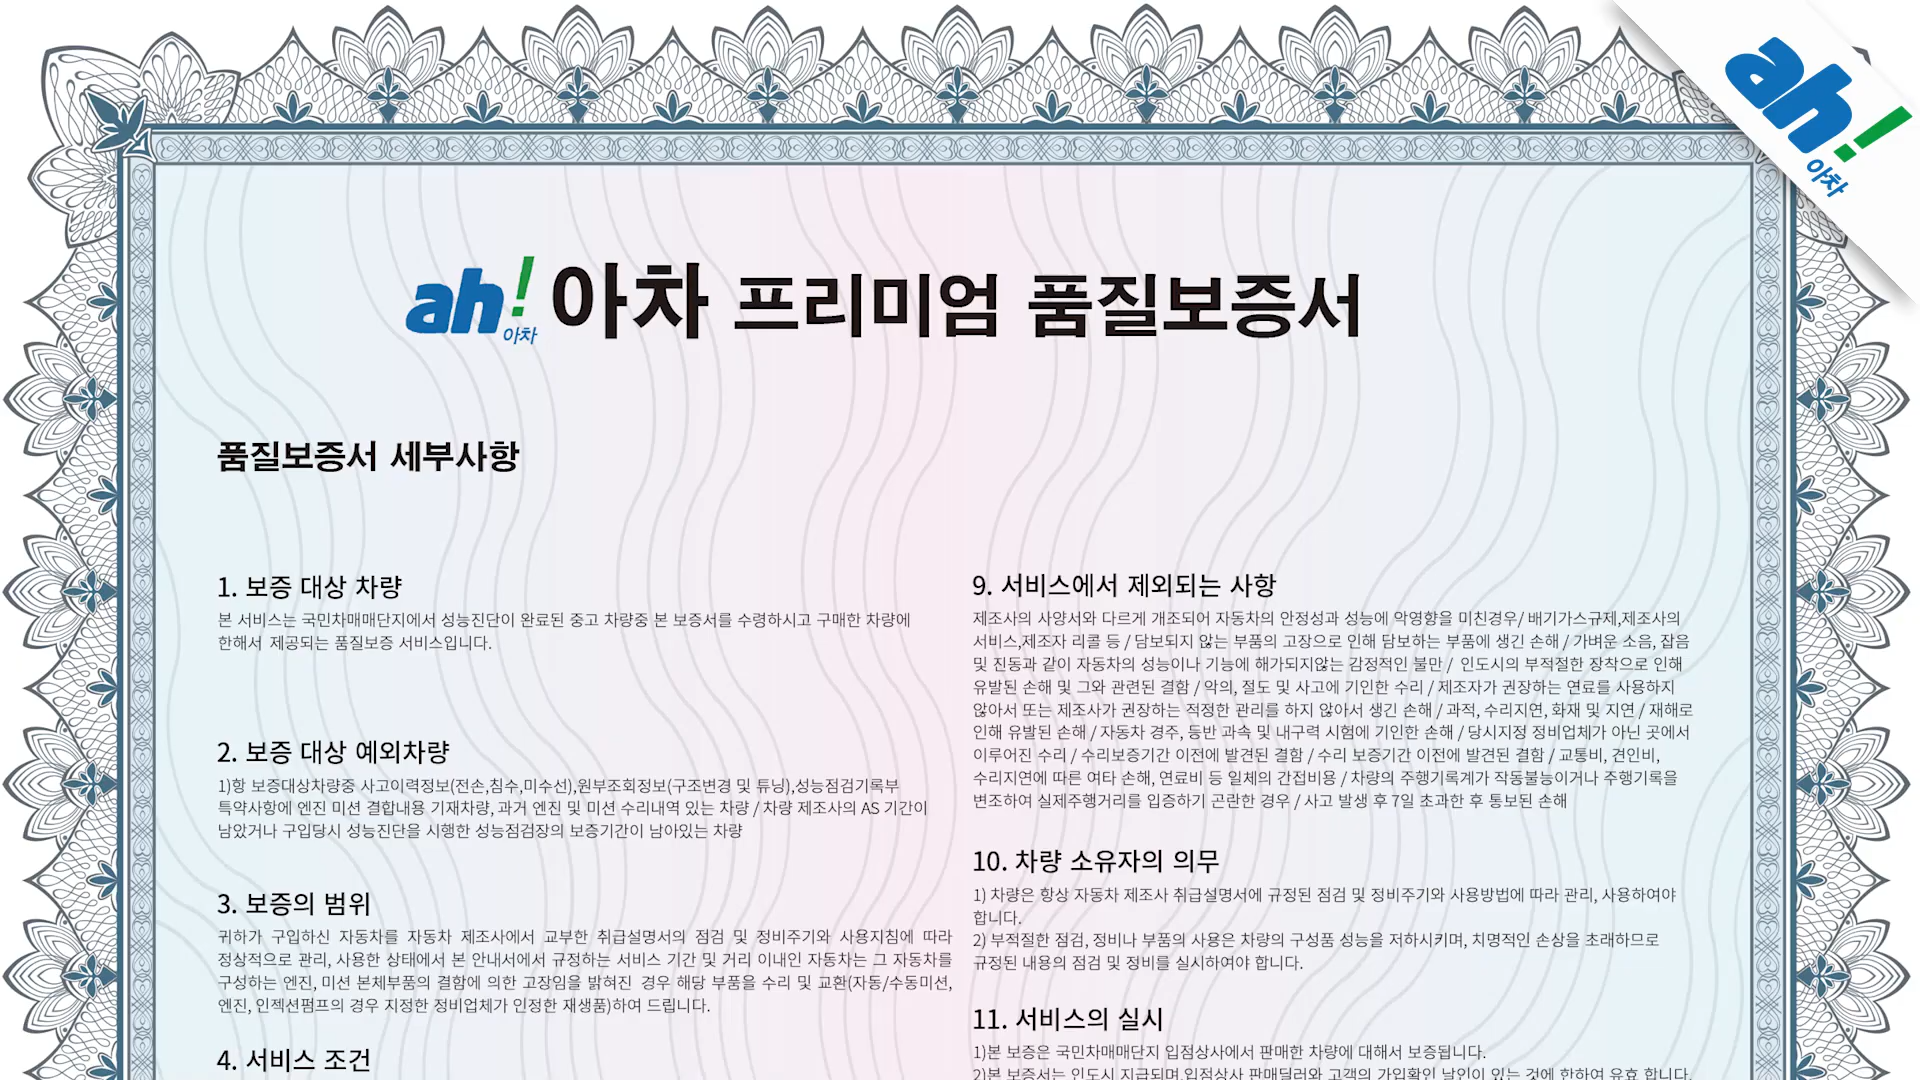 ah!
아차
ah!
아차
아차 프리미엄 품질보증서
품질보증서 세부사항
1. 보증 대상 차량
본 서비스는 국민차매매단지에서 성능진단이 완료된 중고 차량중 본 보증서를 수령하시고 구매한 차량에
한해서 제공되는 품질보증 서비스입니다.
2. 보증 대상 예외차량
1)항 보증대상차량중 사고이력정보(전손,침수,미수선),원부조회정보(구조변경 및 튜닝),성능점검기록부
특약사항에 엔진 미션 결합내용 기재차량, 과거 엔진 및 미션 수리내역 있는 차량 / 차량 제조사의 AS 기간이
남았거나 구입당시 성능진단을 시행한 성능점검장의 보증기간이 남아있는 차량
3. 보증의 범위
귀하가 구입하신 자동차를 자동차 제조사에서 교부한 취급설명서의 점검 및 정비주기와 사용지침에 따라
정상적으로 관리, 사용한 상태에서 본 안내서에서 규정하는 서비스 기간 및 거리 이내인 자동차는 그 자동차를
구성하는 엔진, 미션 본체부품의 결함에 의한 고장임을 밝혀진 경우 해당 부품을 수리 및 교환(자동/수동미션,
엔진, 인젝션펌프의 경우 지정한 정비업체가 인정한 재생품)하여 드립니다.
4. 서비스 조건
9. 서비스에서 제외되는 사항
제조사의 사양서와 다르게 개조되어 자동차의 안정성과 성능에 악영향을 미친경우/ 배기가스규제,제조사의
서비스,제조자 리콜 등 / 담보되지 않는 부품의 고장으로 인해 담보하는 부품에 생긴 손해 / 가벼운 소음, 잡음
및 진동과 같이 자동차의 성능이나 기능에 해가되지않는 감정적인 불만 / 인도시의 부적절한 장착으로 인해
유발된 손해 및 그와 관련된 결함 / 악의, 절도 및 사고에 기인한 수리 / 제조자가 권장하는 연료를 사용하지
않아서 또는 제조사가 권장하는 적정한 관리를 하지 않아서 생긴 손해 / 과적, 수리지연, 화재 및 지연 / 재해로
인해 유발된 손해 / 자동차 경주, 등반 과속 및 내구력 시험에 기인한 손해 / 당시지정 정비업체가 아닌 곳에서
이루어진 수리 / 수리보증기간 이전에 발견된 결함 / 수리 보증기간 이전에 발견된 결함 / 교통비, 견인비,
수리지연에 따른 여타 손해, 연료비 등 일체의 간접비용 / 차량의 주행기록계가 작동불능이거나 주행기록을
변조하여 실제주행거리를 입증하기 곤란한 경우 / 사고 발생 후 7일 초과한 후 통보된 손해
10. 차량 소유자의 의무
1) 차량은 항상 자동차 제조사 취급설명서에 규정된 점검 및 정비주기와 사용방법에 따라 관리, 사용하여야
합니다.
2) 부적절한 점검, 정비나 부품의 사용은 차량의 구성품 성능을 저하시키며, 치명적인 손상을 초래하므로
규정된 내용의 점검 및 정비를 실시하여야 합니다.
11. 서비스의 실시
1)본 보증은 국민차매매단지 입점상사에서 판매한 차량에 대해서 보증됩니다.
2)본 보증서는 인도시 지급되며,입점상사 판매딜러와 고객의 가입확인 날인이 있는 것에 한하여 유효 합니다.